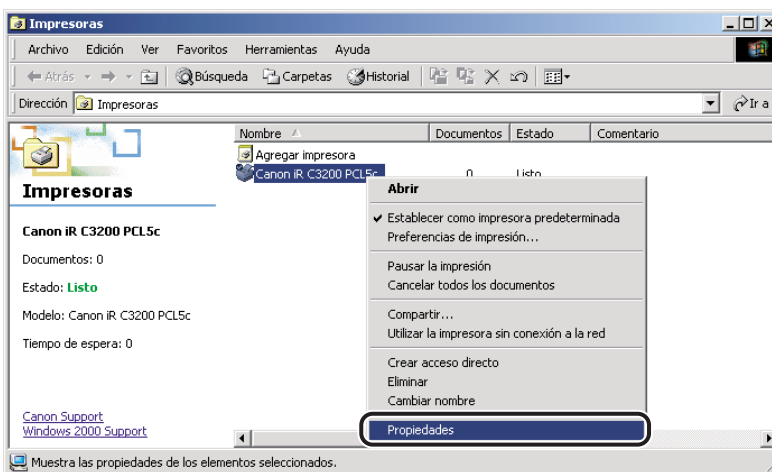 Impresoras
Archivo Edición Ver Favoritos Herramientas Ayuda
Atrás Búsqueda Carpetas Historial
Dirección Impresoras Ir a
Nombre Documentos Estado Comentario
Agregar impresora
Canon iR C3200 PCL5c 0 Listo
Impresoras
Canon iR C3200 PCL5c
Documentos: 0
Estado: Listo
Modelo: Canon iR C3200 PCL5c
Tiempo de espera: 0
Canon Support
Windows 2000 Support
Abrir
Establecer como impresora predeterminada
Preferencias de impresión...
Pausar la impresión
Cancelar todos los documentos
Compartir...
Utilizar la impresora sin conexión a la red
Crear acceso directo
Eliminar
Cambiar nombre
Propiedades
Muestra las propiedades de los elementos seleccionados.